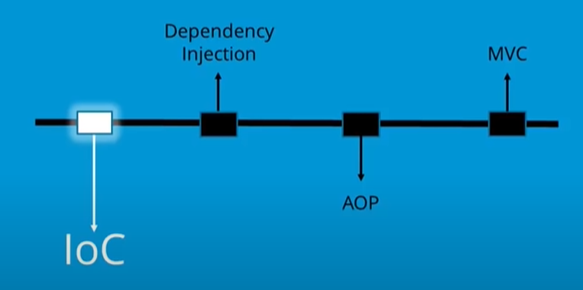 Dependency
Injection
MVC
AOP
IoC